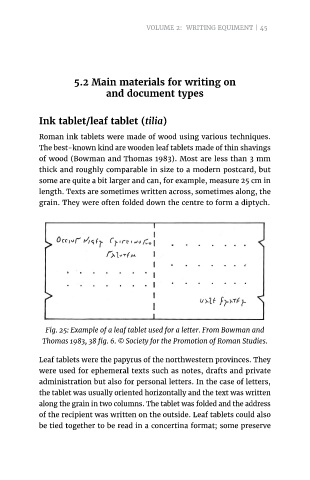 VOLUME 2: WRITING EQUIMENT | 45
5.2 Main materials for writing on
and document types
Ink tablet/leaf tablet (tilia)
Roman ink tablets were made of wood using various techniques.
The best-known kind are wooden leaf tablets made of thin shavings
of wood (Bowman and Thomas 1983). Most are less than 3 mm
thick and roughly comparable in size to a modern postcard, but
some are quite a bit larger and can, for example, measure 25 cm in
length. Texts are sometimes written across, sometimes along, the
grain. They were often folded down the centre to form a diptych.
Fig. 25: Example of a leaf tablet used for a letter. From Bowman and
Thomas 1983, 38 fig. 6. © Society for the Promotion of Roman Studies.
Leaf tablets were the papyrus of the northwestern provinces. They
were used for ephemeral texts such as notes, drafts and private
administration but also for personal letters. In the case of letters,
the tablet was usually oriented horizontally and the text was written
along the grain in two columns. The tablet was folded and the address
of the recipient was written on the outside. Leaf tablets could also
be tied together to be read in a concertina format; some preserve